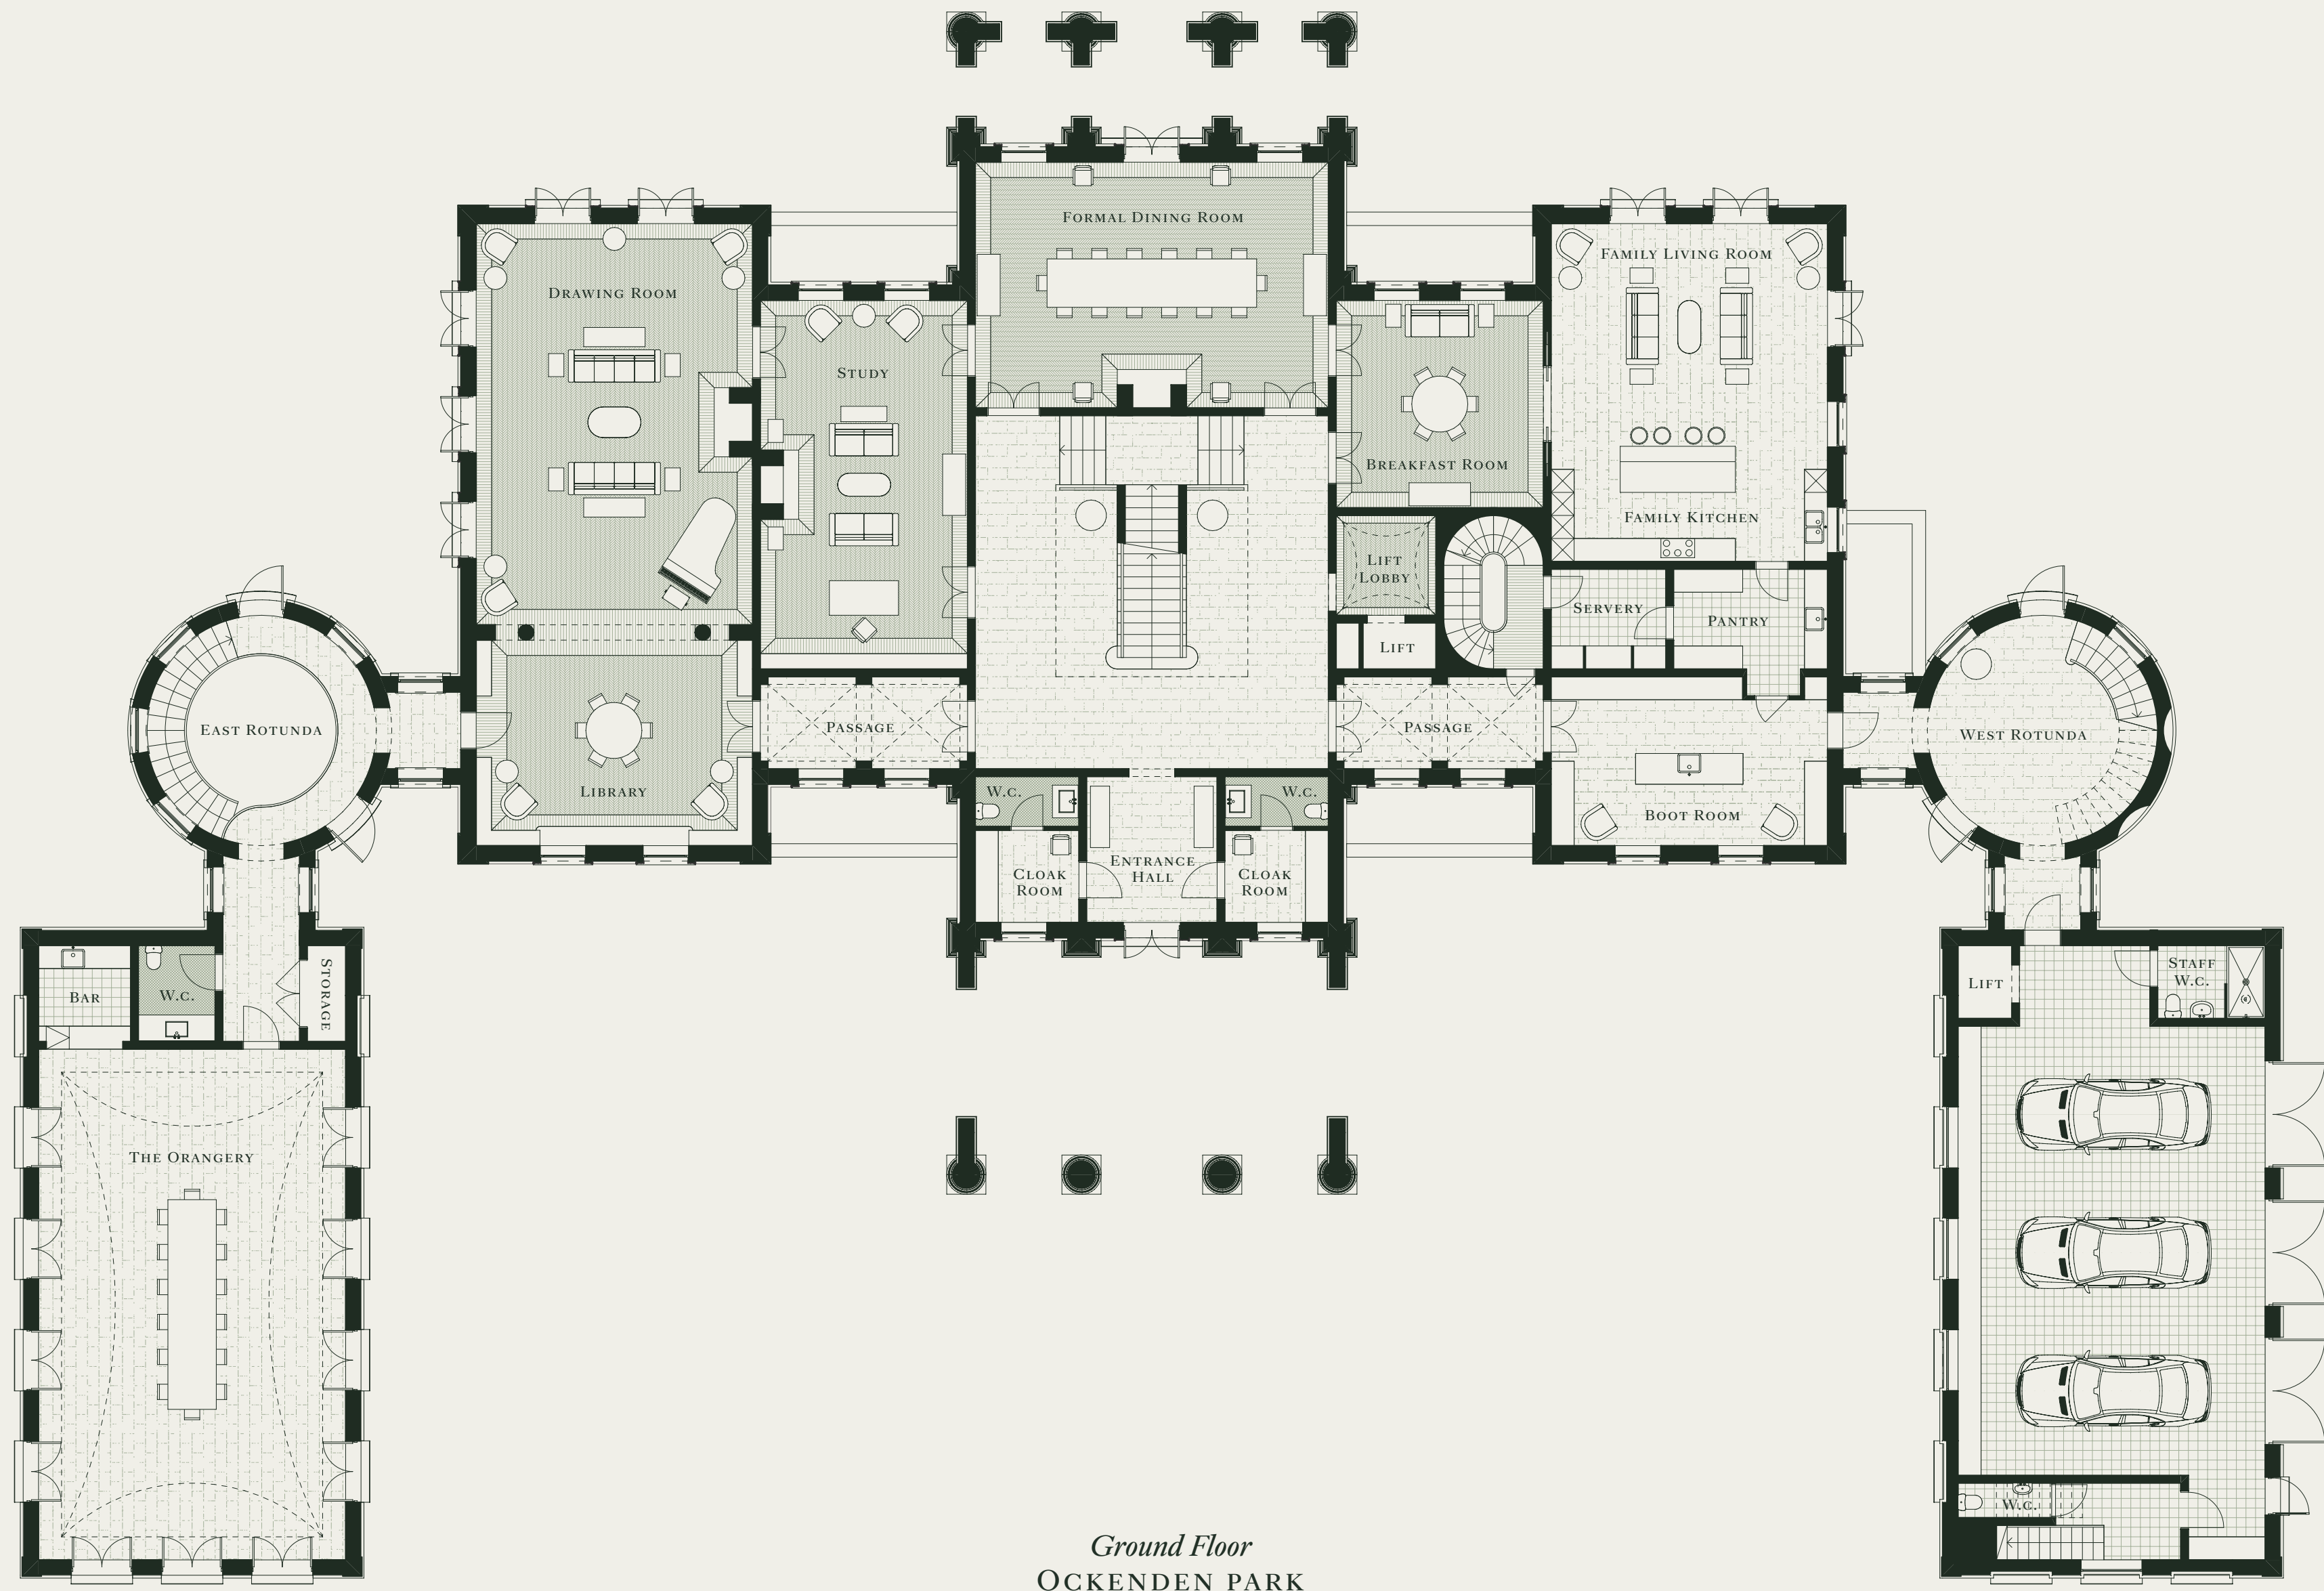 Formal Dining Room
Drawing Room
Family Living Room
Study
Breakfast Room
Family Kitchen
Lift
Lobby
Servery
Pantry
Lift
East Rotunda
Passage
Passage
West Rotunda
Library
W.C.
W.C.
Boot Room
Entrance
Hall
Cloak
Room
Cloak
Room
Bar
W.C.
Storage
Lift
Staff
W.C.
The Orangery
W.C.
Ground Floor
Ockenden Park